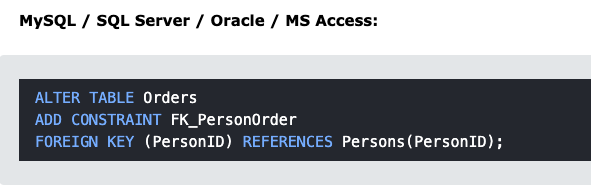 MySQL / SQL Server / Oracle / MS Access:
ALTER TABLE Orders
ADD CONSTRAINT FK_PersonOrder
FOREIGN KEY (PersonID) REFERENCES Persons(PersonID);